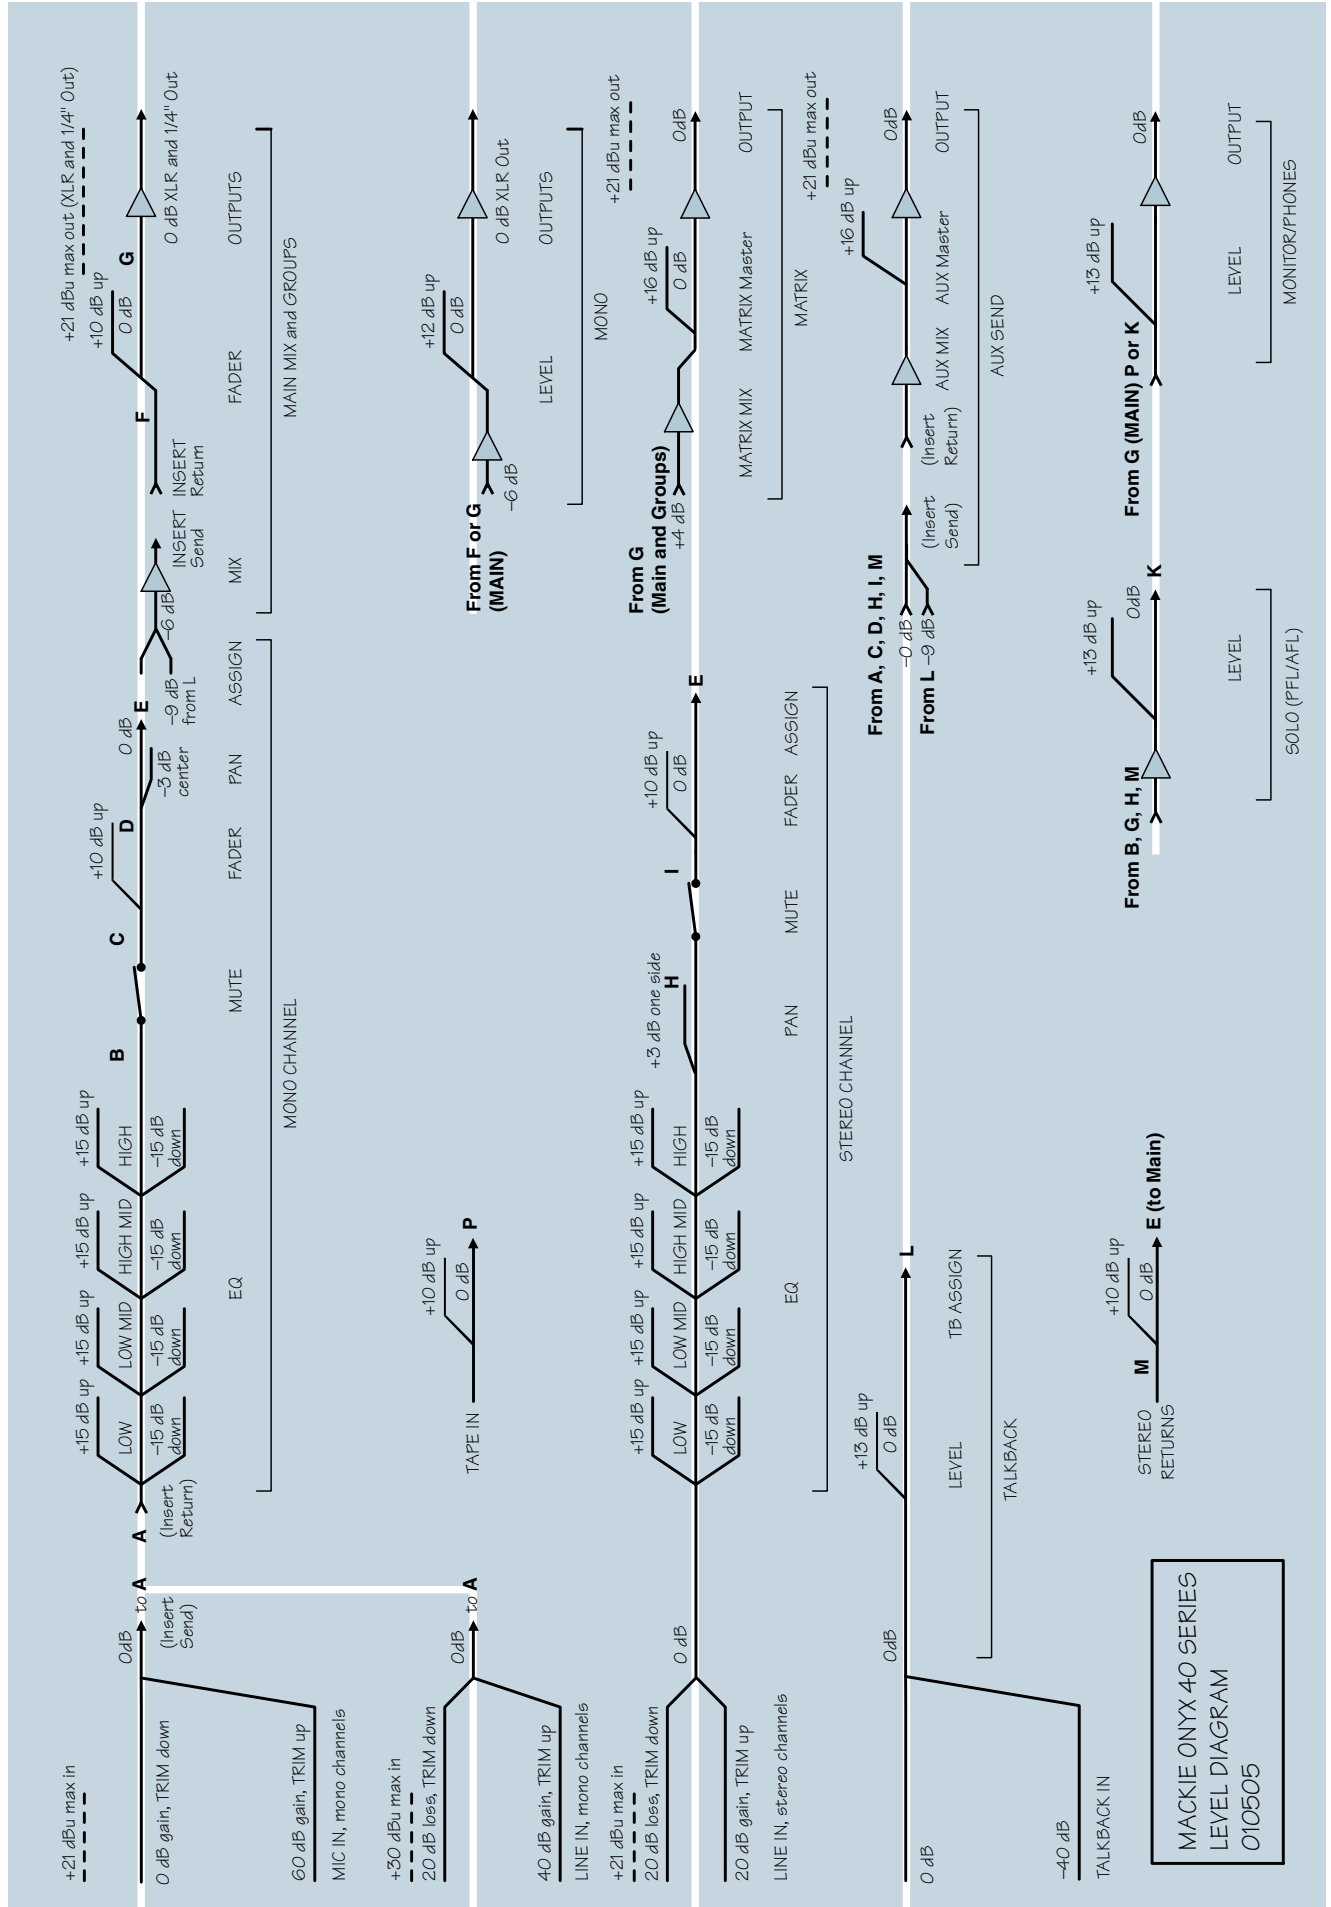 +21 dBu max in
0 dB gain, TRIM down
60 dB gain, TRIM up
MIC IN, mono channels
0dB
to A
(Insert
Send)
A
(Insert
Return)
+15 dB up
LOW
–15 dB
down
+15 dB up
LOW MID
–15 dB
down
+15 dB up
HIGH MID
–15 dB
down
+15 dB up
HIGH
–15 dB
down
EQ
B
MUTE
C
+10 dB up
D
FADER
–3 dB
center
PAN
0 dB
E
ASSIGN
MONO CHANNEL
–9 dB
from L
–6 dB
MIX
INSERT
Send
INSERT
Return
F
FADER
+10 dB up
0 dB
G
+21 dBu max out (XLR and 1/4" Out)
0 dB XLR and 1/4" Out
OUTPUTS
MAIN MIX and GROUPS
+30 dBu max in
20 dB loss, TRIM down
40 dB gain, TRIM up
LINE IN, mono channels
0dB
to A
TAPE IN
+10 dB up
0 dB
P
From F or G
(MAIN)
–6 dB
+12 dB up
0 dB
LEVEL
0 dB XLR Out
OUTPUTS
MONO
+21 dBu max in
20 dB loss, TRIM down
20 dB gain, TRIM up
LINE IN, stereo channels
0 dB
+15 dB up
LOW
–15 dB
down
+15 dB up
LOW MID
–15 dB
down
+15 dB up
HIGH MID
–15 dB
down
+15 dB up
HIGH
–15 dB
down
EQ
+3 dB one side
H
PAN
MUTE
I
+10 dB up
0 dB
FADER
ASSIGN
E
STEREO CHANNEL
From G
(Main and Groups)
+4 dB
MATRIX MIX
+16 dB up
0 dB
MATRIX Master
+21 dBu max out
0dB
OUTPUT
MATRIX
0 dB
–40 dB
TALKBACK IN
0dB
+13 dB up
0 dB
LEVEL
TB ASSIGN
L
TALKBACK
From A, C, D, H, I, M
–0 dB
From L –9 dB
(Insert
Send)
(Insert
Return)
AUX MIX
+16 dB up
AUX Master
+21 dBu max out
0dB
OUTPUT
AUX SEND
STEREO
RETURNS
M
+10 dB up
0 dB
E (to Main)
From B, G, H, M
+13 dB up
0dB
K
LEVEL
SOLO (PFL/AFL)
From G (MAIN) P or K
+13 dB up
0dB
LEVEL
OUTPUT
MONITOR/PHONES
MACKIE ONYX 40 SERIES
LEVEL DIAGRAM
010505